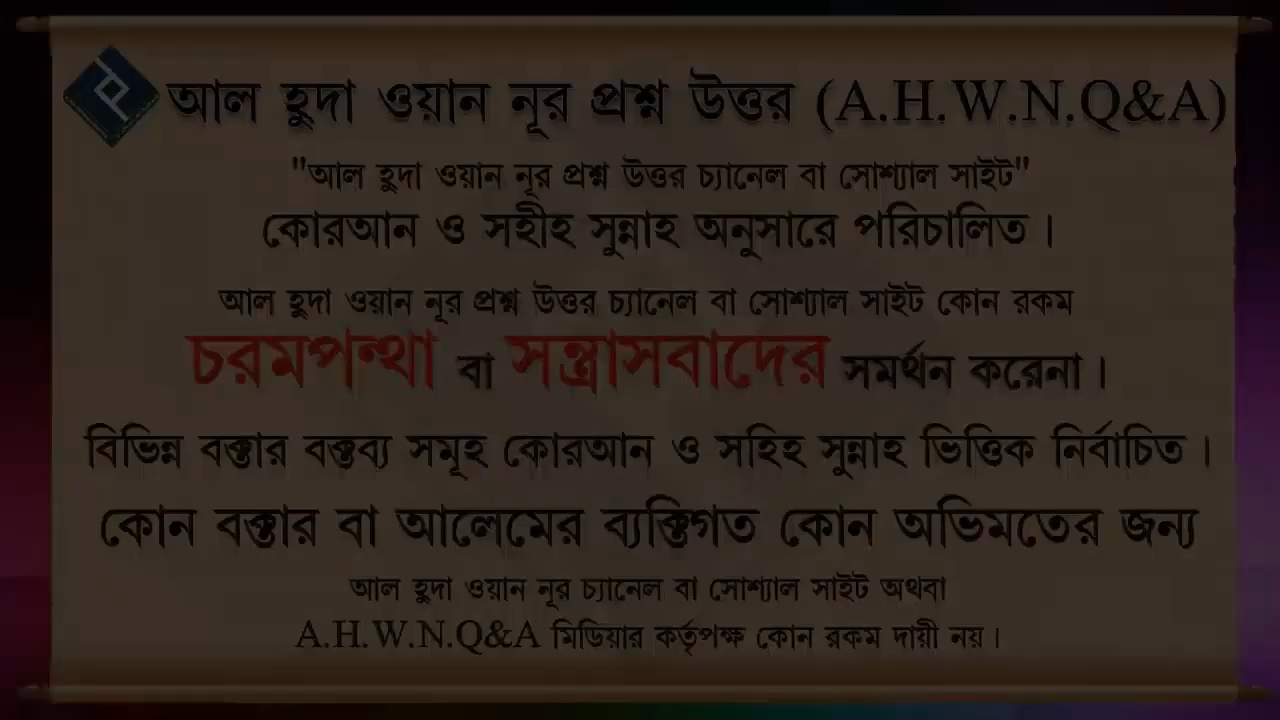 আল হুদা ওয়ান নূর প্রশ্ন উত্তর (A.H.W.N.Q&A)
"আল হুদা ওয়ান নূর প্রশ্ন উত্তর চ্যানেল বা সোশ্যাল সাইট"
কোরআন ও সহীহ সুন্নাহ অনুসারে পরিচালিত।
আল হুদা ওয়ান নূর প্রশ্ন উত্তর চ্যানেল বা সোশ্যাল সাইট কোন রকম
চরমপন্থা বা সন্ত্রাসবাদের সমর্থন করেনা।
বিভিন্ন বক্তার বক্তব্য সমূহ কোরআন ও সহিহ সুন্নাহ ভিত্তিক নির্বাচিত।
কোন বক্তার বা আলেমের ব্যক্তিগত কোন অভিমতের জন্য
আল হুদা ওয়ান নূর চ্যানেল বা সোশ্যাল সাইট অথবা
A.H.W.N.Q&A মিডিয়ার কর্তৃপক্ষ কোন রকম দায়ী নয়।